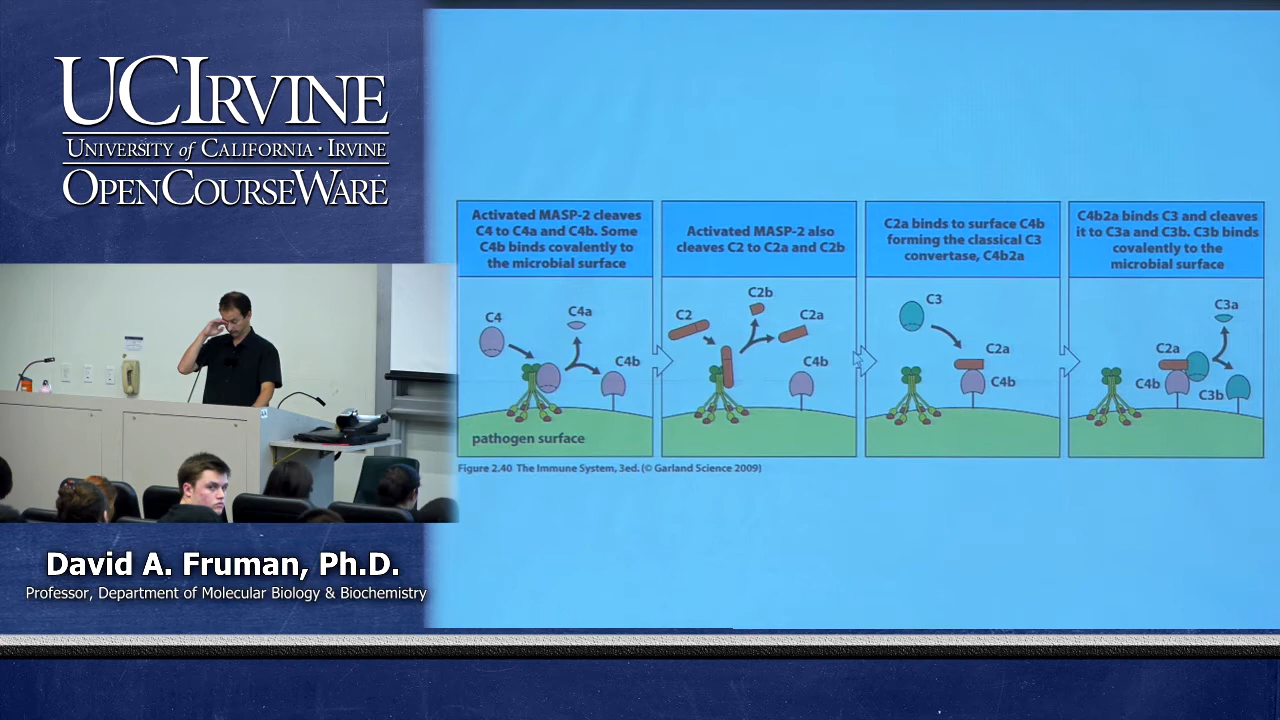 UCIRVINE
UNIVERSITY of CALIFORNIA · IRVINE
OPENCOURSEWARE
David A. Fruman, Ph.D.
Professor, Department of Molecular Biology & Biochemistry
Activated MASP-2 cleaves
C4 to C4a and C4b. Some
C4b binds covalently to
the microbial surface
C4
C4a
C4b
pathogen surface
Activated MASP-2 also
cleaves C2 to C2a and C2b
C2
C2b
C2a
C4b
C2a binds to surface C4b
forming the classical C3
convertase, C4b2a
C3
C2a
C4b
C4b2a binds C3 and cleaves
it to C3a and C3b. C3b binds
covalently to the
microbial surface
C3a
C2a
C4b
C3b
Figure 2.40 The Immune System, 3ed. (© Garland Science 2009)